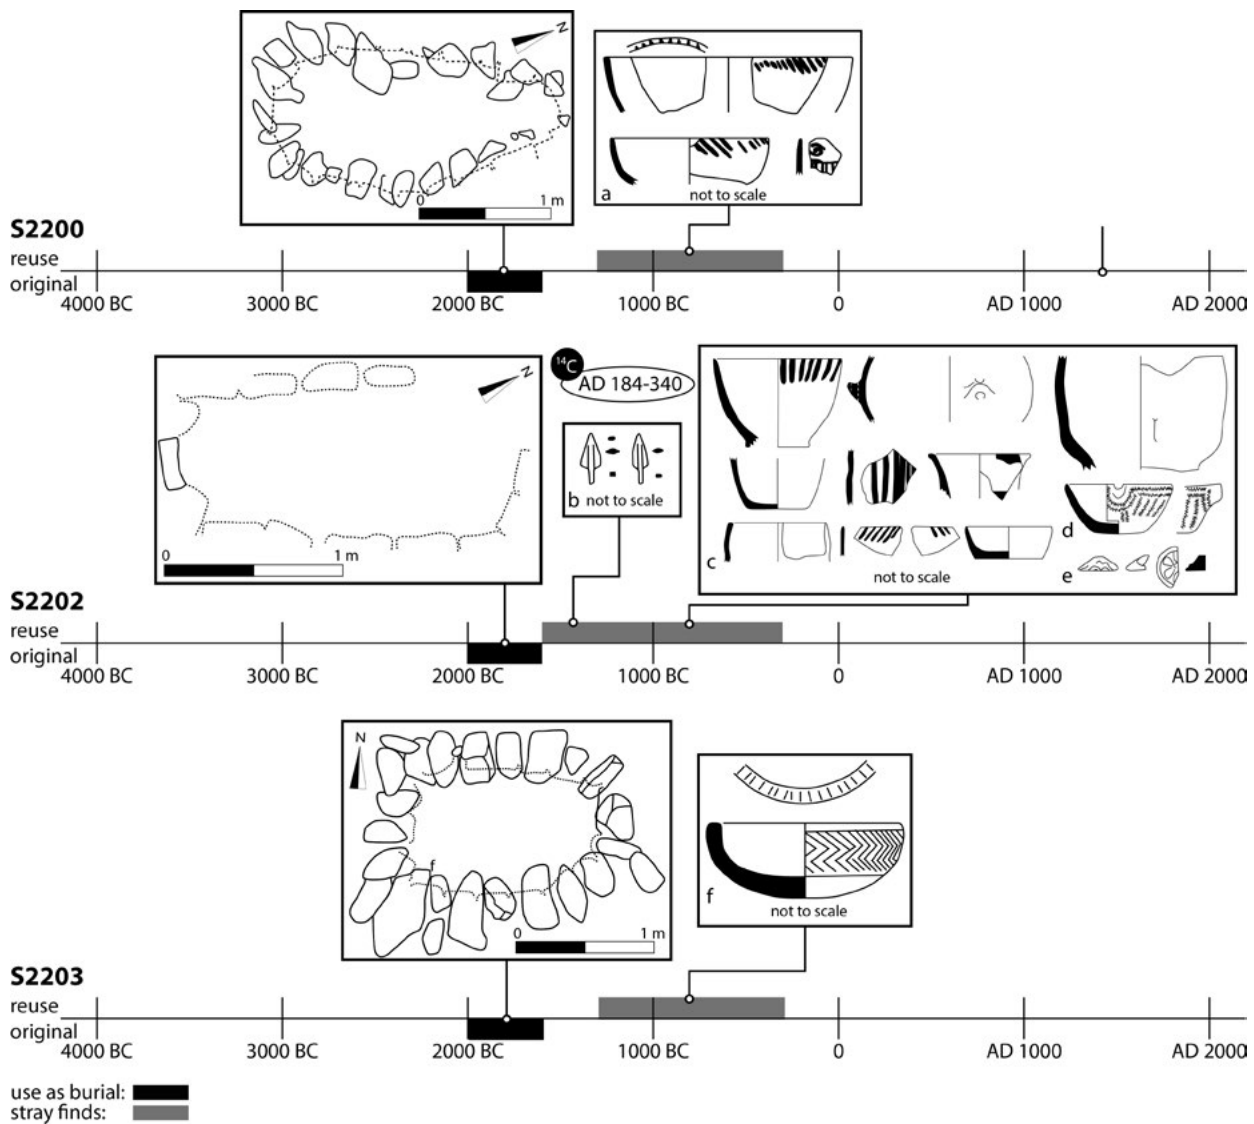 N
0
1 m
a
not to scale
S2200
reuse
original
4000 BC
3000 BC
2000 BC
1000 BC
0
AD 1000
AD 2000
N
0
1 m
14C
AD 184-340
b
not to scale
c
d
e
not to scale
S2202
reuse
original
4000 BC
3000 BC
2000 BC
1000 BC
0
AD 1000
AD 2000
N
f
0
1 m
f
not to scale
S2203
reuse
original
4000 BC
3000 BC
2000 BC
1000 BC
0
AD 1000
AD 2000
use as burial:
stray finds: